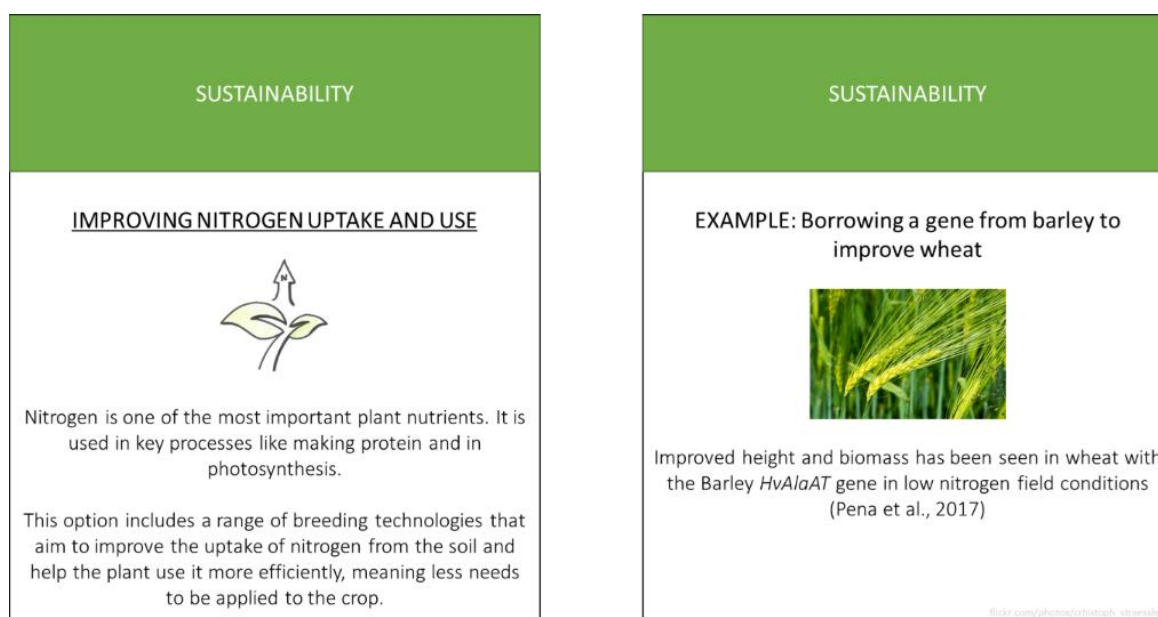 SUSTAINABILITY
IMPROVING NITROGEN UPTAKE AND USE
N
Nitrogen is one of the most important plant nutrients. It is
used in key processes like making protein and in
photosynthesis.
This option includes a range of breeding technologies that
aim to improve the uptake of nitrogen from the soil and
help the plant use it more efficiently, meaning less needs
to be applied to the crop.
SUSTAINABILITY
EXAMPLE: Borrowing a gene from barley to
improve wheat
Improved height and biomass has been seen in wheat with
the Barley HvAlaAT gene in low nitrogen field conditions
(Pena et al., 2017)